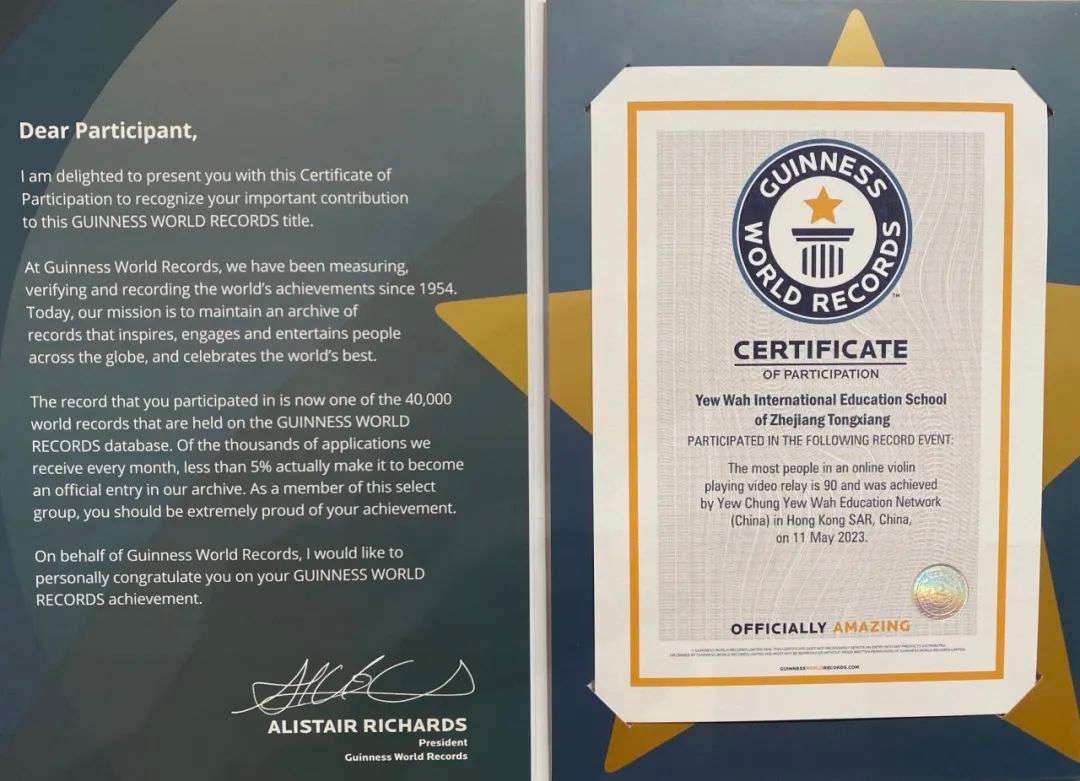 Dear Participant,
I am delighted to present you with this Certificate of
Participation to recognize your important contribution
to this GUINNESS WORLD RECORDS title.
At Guinness World Records, we have been measuring,
verifying and recording the world's achievements since 1954.
Today, our mission is to maintain an archive of
records that inspires, engages and entertains people
across the globe, and celebrates the world's best.
The record that you participated in is now one of the 40,000
world records that are held on the GUINNESS WORLD
RECORDS database. Of the thousands of applications we
receive every month, less than 5% actually make it to become
an official entry in our archive. As a member of this select
group, you should be extremely proud of your achievement.
On behalf of Guinness World Records, I would like to
personally congratulate you on your GUINNESS WORLD
RECORDS achievement.
ALISTAIR RICHARDS
President
Guinness World Records
GUINNESS
WORLD RECORDS
TM
CERTIFICATE
OF PARTICIPATION
Yew Wah International Education School
of Zhejiang Tongxiang
PARTICIPATED IN THE FOLLOWING RECORD EVENT:
The most people in an online violin
playing video relay is 90 and was achieved
by Yew Chung Yew Wah Education Network
(China) in Hong Kong SAR, China,
on 11 May 2023.
OFFICIALLY AMAZING
GUINNESSWORLDRECORDS.COM